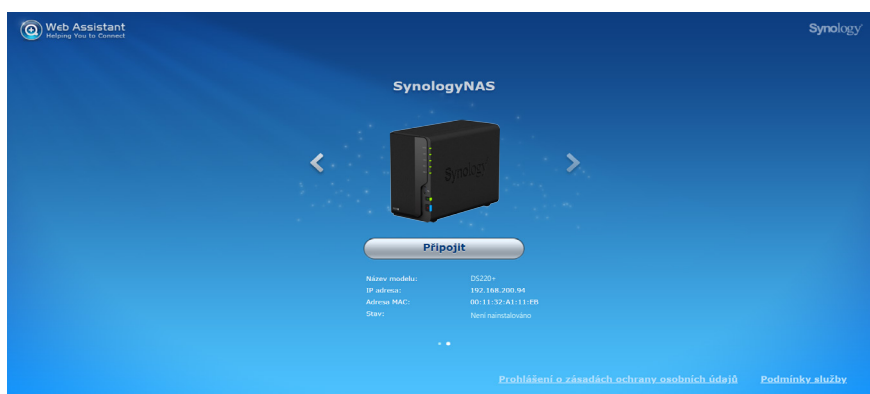 Web Assistant
Helping You to Connect
Synology
SynologyNAS
Synology
Připojit
Název modelu: DS220+
IP adresa: 192.168.200.94
Adresa MAC: 00:11:32:A1:11:EB
Stav: Není nainstalováno
Prohlášení o zásadách ochrany osobních údajů Podmínky služby